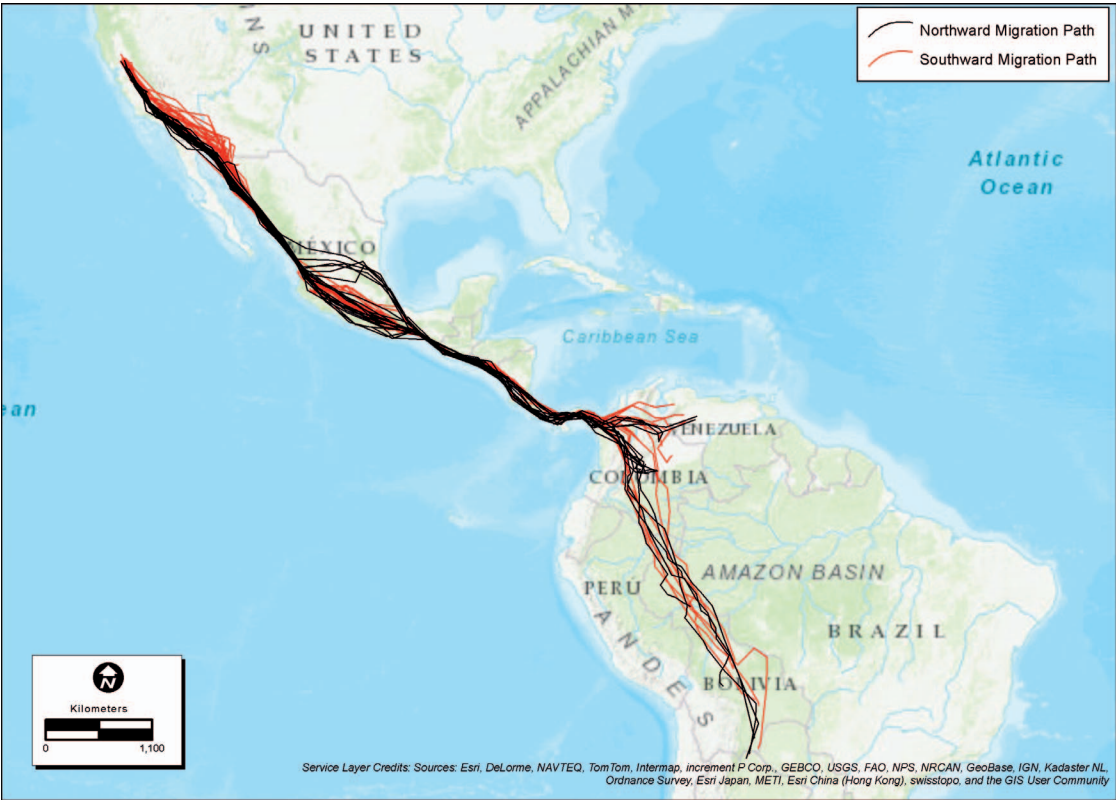 Northward Migration Path
Southward Migration Path
UNITED
STATES
APPALACHIAN
Atlantic
Ocean
MÉXICO
Caribbean Sea
ean
VENEZUELA
COLOMBIA
AMAZON BASIN
PERU
BRAZIL
ANDES
BOLIVIA
N
Kilometers
0 1,100
Service Layer Credits: Sources: Esri, DeLorme, NAVTEQ, TomTom, Intermap, increment P Corp., GEBCO, USGS, FAO, NPS, NRCAN, GeoBase, IGN, Kadaster NL,
Ordnance Survey, Esri Japan, METI, Esri China (Hong Kong), swisstopo, and the GIS User Community